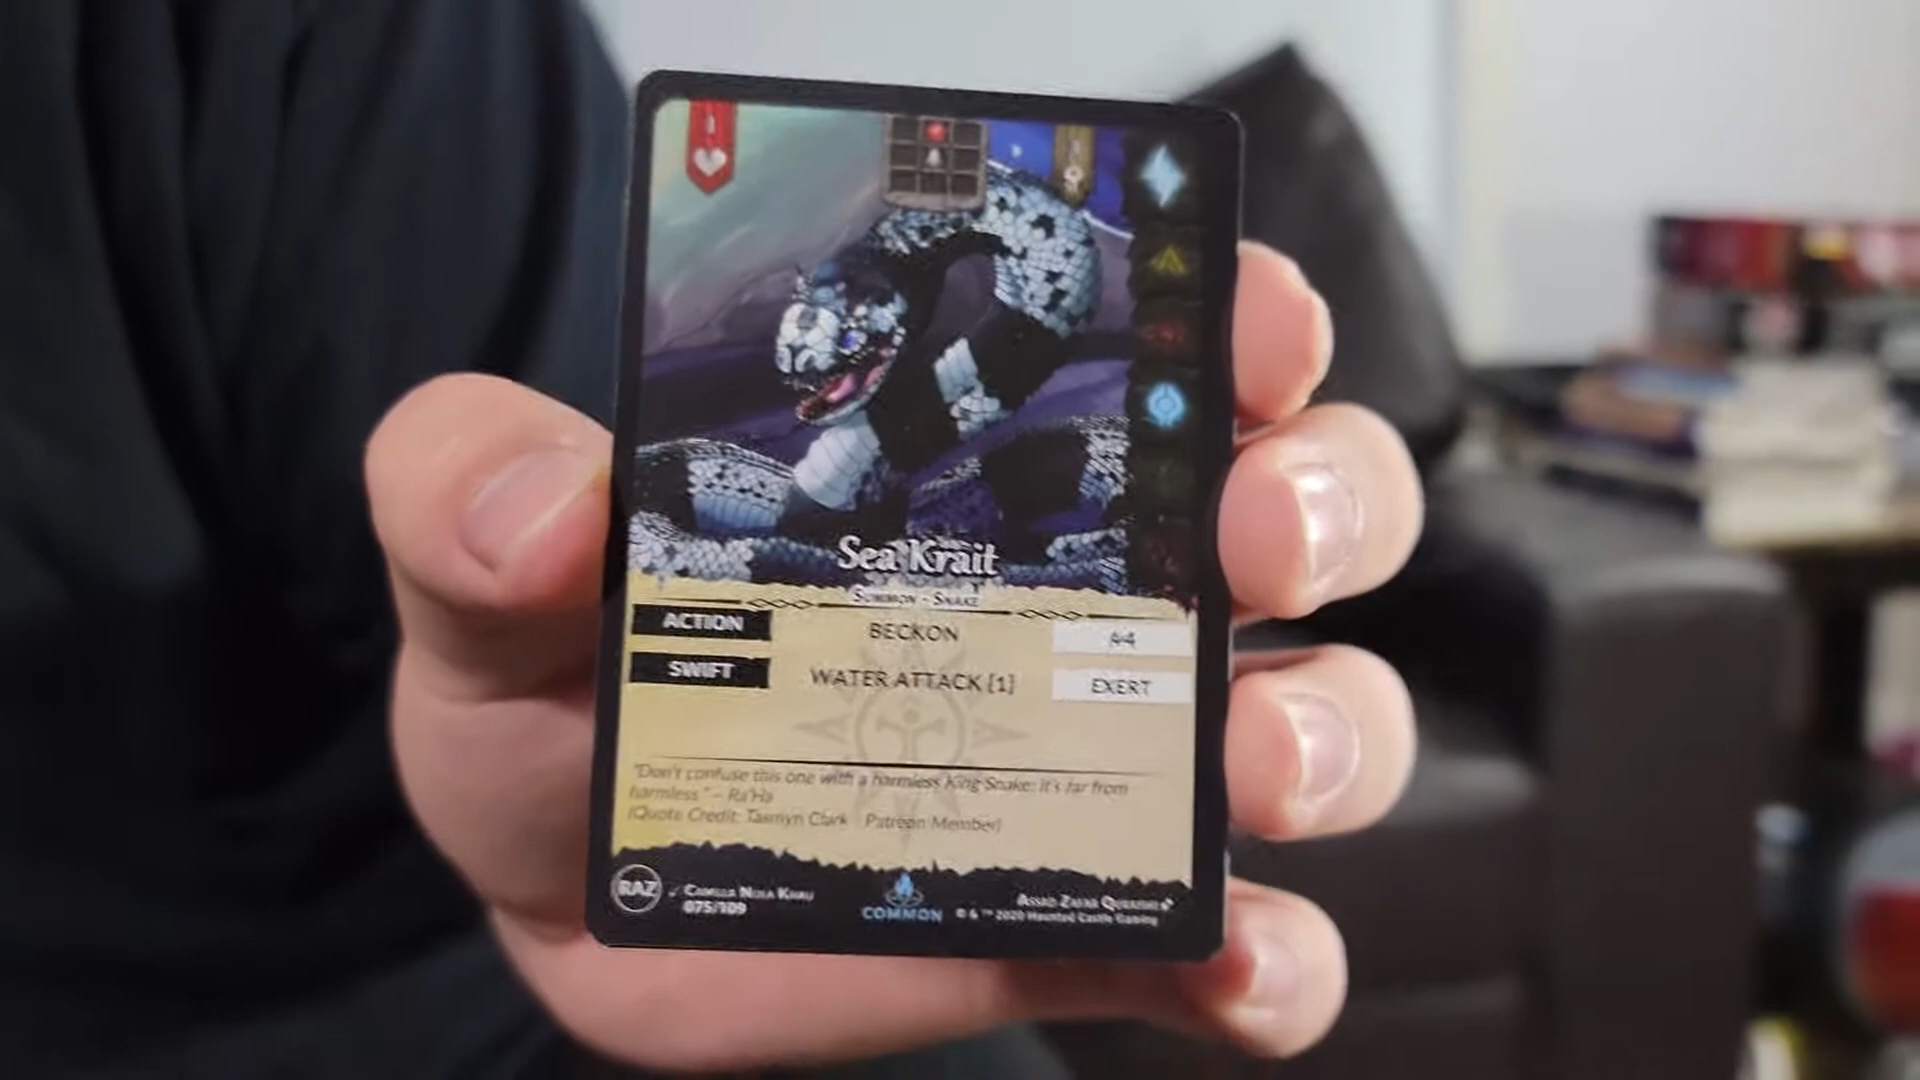 1
Sea Krait
Summon - Snake
ACTION BECKON A4
SWIFT WATER ATTACK [1] EXERT
"Don't confuse this one with a harmless King Snake: it's far from
harmless." – Ra'Ha
(Quote Credit: Tasmyn Clark - Patreon Member)
RAZ
075/109
COMMON
© & ™ 2020 Haunted Castle Gaming